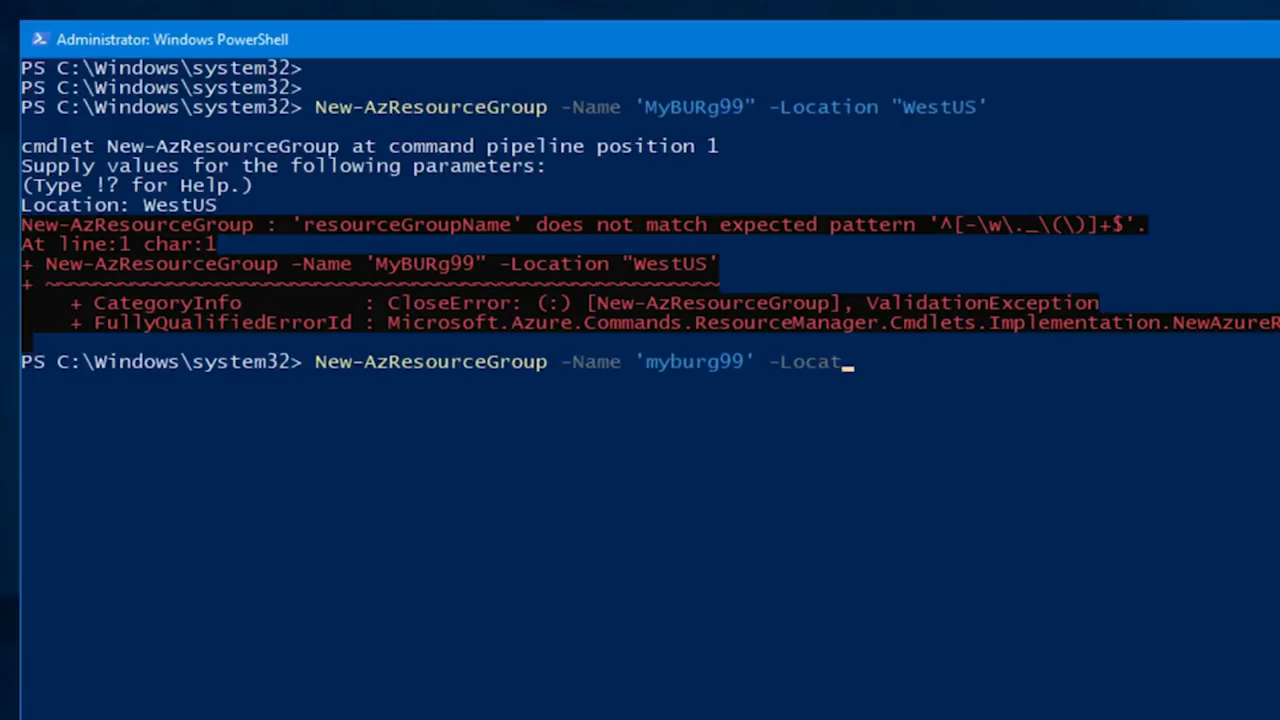 Administrator: Windows PowerShell
PS C:\Windows\system32>
PS C:\Windows\system32>
PS C:\Windows\system32> New-AzResourceGroup -Name 'MyBURg99" -Location "WestUS'
cmdlet New-AzResourceGroup at command pipeline position 1
Supply values for the following parameters:
(Type !? for Help.)
Location: WestUS
New-AzResourceGroup : 'resourceGroupName' does not match expected pattern '^[-\w\._\(\)]+$'.
At line:1 char:1
+ New-AzResourceGroup -Name 'MyBURg99" -Location "WestUS'
+ ~~~~~~~~~~~~~~~~~~~~~~~~~~~~~~~~~~~~~~~~~~~~~~~~~~~~~~~
+ CategoryInfo : CloseError: (:) [New-AzResourceGroup], ValidationException
+ FullyQualifiedErrorId : Microsoft.Azure.Commands.ResourceManager.Cmdlets.Implementation.NewAzureR
PS C:\Windows\system32> New-AzResourceGroup -Name 'myburg99' -Locat_